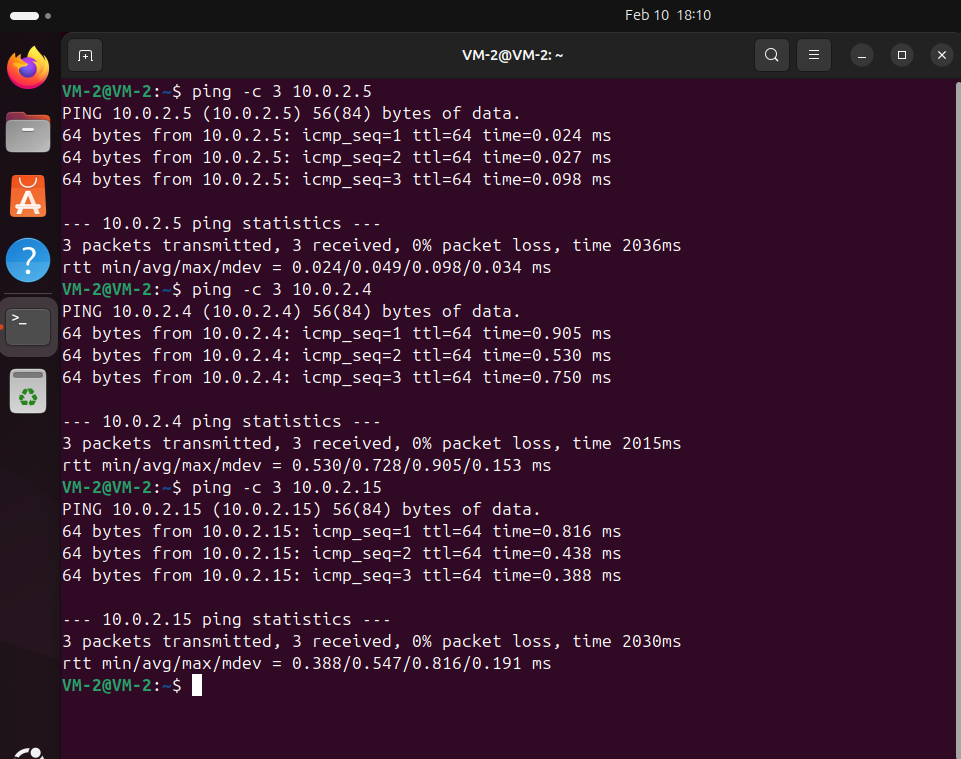 Feb 10 18:10
VM-2@VM-2: ~
VM-2@VM-2:~$ ping -c 3 10.0.2.5
PING 10.0.2.5 (10.0.2.5) 56(84) bytes of data.
64 bytes from 10.0.2.5: icmp_seq=1 ttl=64 time=0.024 ms
64 bytes from 10.0.2.5: icmp_seq=2 ttl=64 time=0.027 ms
64 bytes from 10.0.2.5: icmp_seq=3 ttl=64 time=0.098 ms
--- 10.0.2.5 ping statistics ---
3 packets transmitted, 3 received, 0% packet loss, time 2036ms
rtt min/avg/max/mdev = 0.024/0.049/0.098/0.034 ms
VM-2@VM-2:~$ ping -c 3 10.0.2.4
PING 10.0.2.4 (10.0.2.4) 56(84) bytes of data.
64 bytes from 10.0.2.4: icmp_seq=1 ttl=64 time=0.905 ms
64 bytes from 10.0.2.4: icmp_seq=2 ttl=64 time=0.530 ms
64 bytes from 10.0.2.4: icmp_seq=3 ttl=64 time=0.750 ms
--- 10.0.2.4 ping statistics ---
3 packets transmitted, 3 received, 0% packet loss, time 2015ms
rtt min/avg/max/mdev = 0.530/0.728/0.905/0.153 ms
VM-2@VM-2:~$ ping -c 3 10.0.2.15
PING 10.0.2.15 (10.0.2.15) 56(84) bytes of data.
64 bytes from 10.0.2.15: icmp_seq=1 ttl=64 time=0.816 ms
64 bytes from 10.0.2.15: icmp_seq=2 ttl=64 time=0.438 ms
64 bytes from 10.0.2.15: icmp_seq=3 ttl=64 time=0.388 ms
--- 10.0.2.15 ping statistics ---
3 packets transmitted, 3 received, 0% packet loss, time 2030ms
rtt min/avg/max/mdev = 0.388/0.547/0.816/0.191 ms
VM-2@VM-2:~$